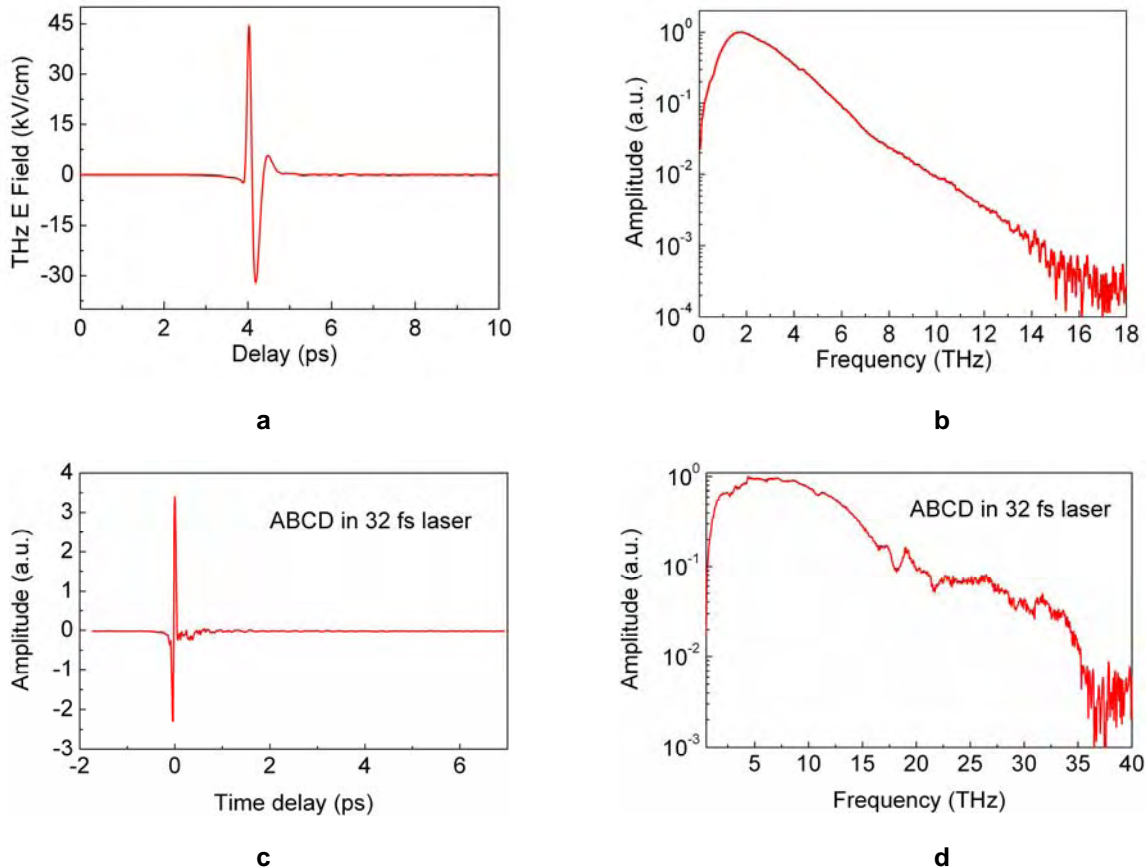 45
30
15
0
-15
-30
THz E Field (kV/cm)
0 2 4 6 8 10
Delay (ps)
a
10^0
10^-1
10^-2
10^-3
10^-4
Amplitude (a.u.)
0 2 4 6 8 10 12 14 16 18
Frequency (THz)
b
4
3
2
1
0
-1
-2
-3
Amplitude (a.u.)
ABCD in 32 fs laser
0 2 4 6
Time delay (ps)
c
10^0
10^-1
10^-2
10^-3
Amplitude (a.u.)
ABCD in 32 fs laser
5 10 15 20 25 30 35 40
Frequency (THz)
d